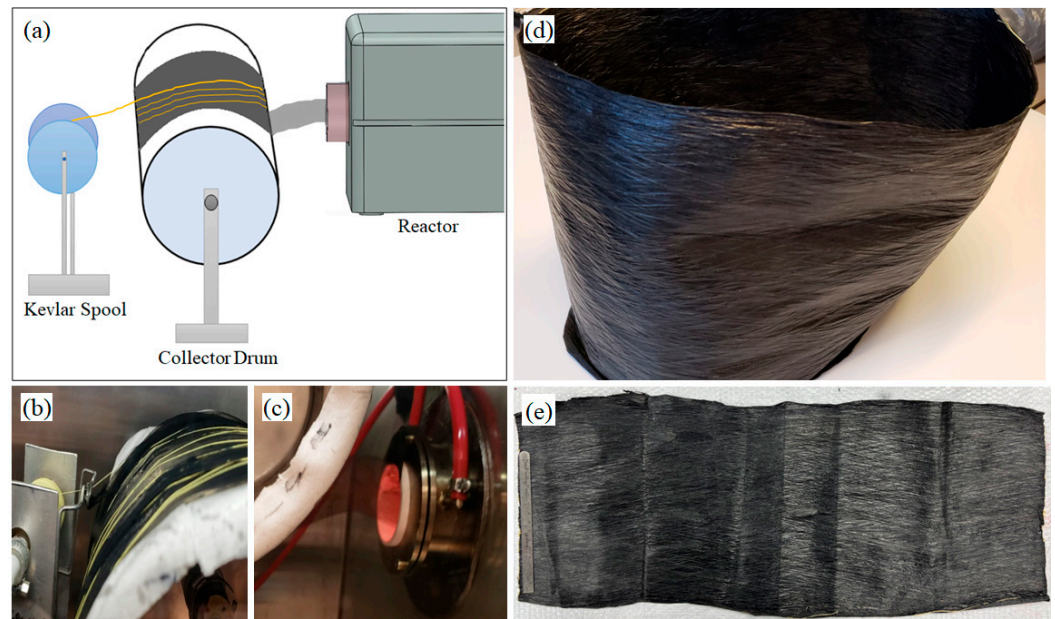 (a)
Reactor
Kevlar Spool
Collector Drum
(b)
(c)
(d)
(e)